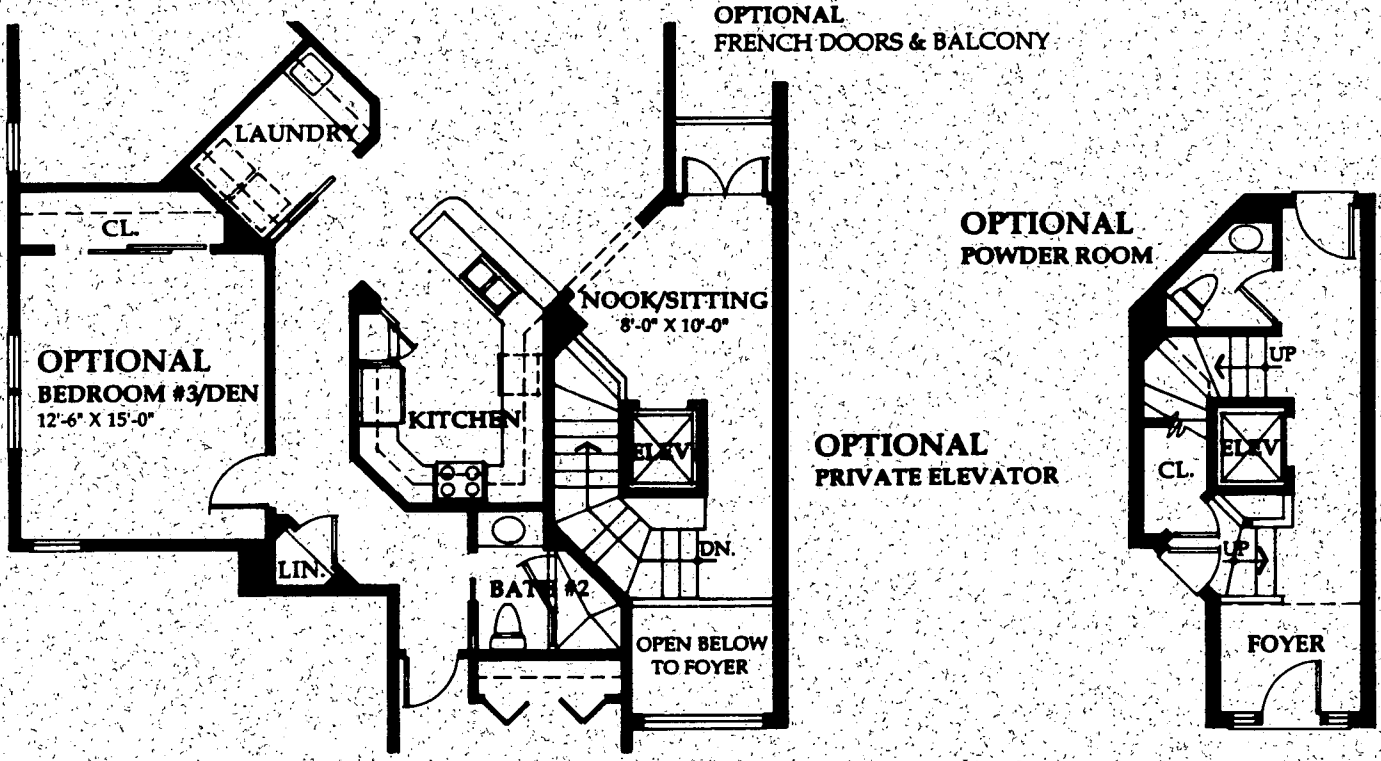 OPTIONAL
FRENCH DOORS & BALCONY
LAUNDRY
CL.
OPTIONAL
BEDROOM #3/DEN
12'-6" X 15'-0"
LIN.
KITCHEN
NOOK/SITTING
8'-0" X 10'-0"
ELEV
DN.
BATH #2
OPEN BELOW
TO FOYER
OPTIONAL
PRIVATE ELEVATOR
OPTIONAL
POWDER ROOM
UP
ELEV
CL.
UP
FOYER